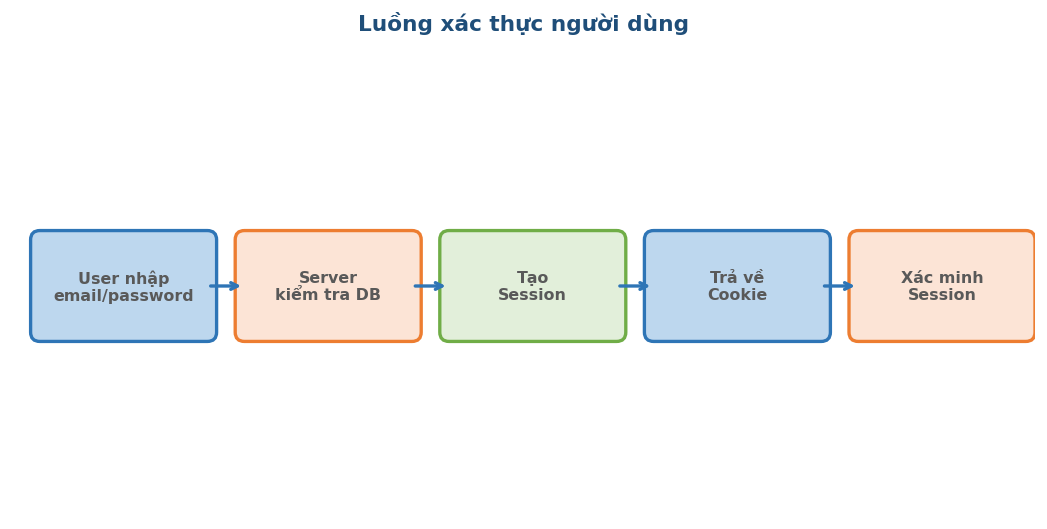 Luồng xác thực người dùng
User nhập
email/password
Server
kiểm tra DB
Tạo
Session
Trả về
Cookie
Xác minh
Session